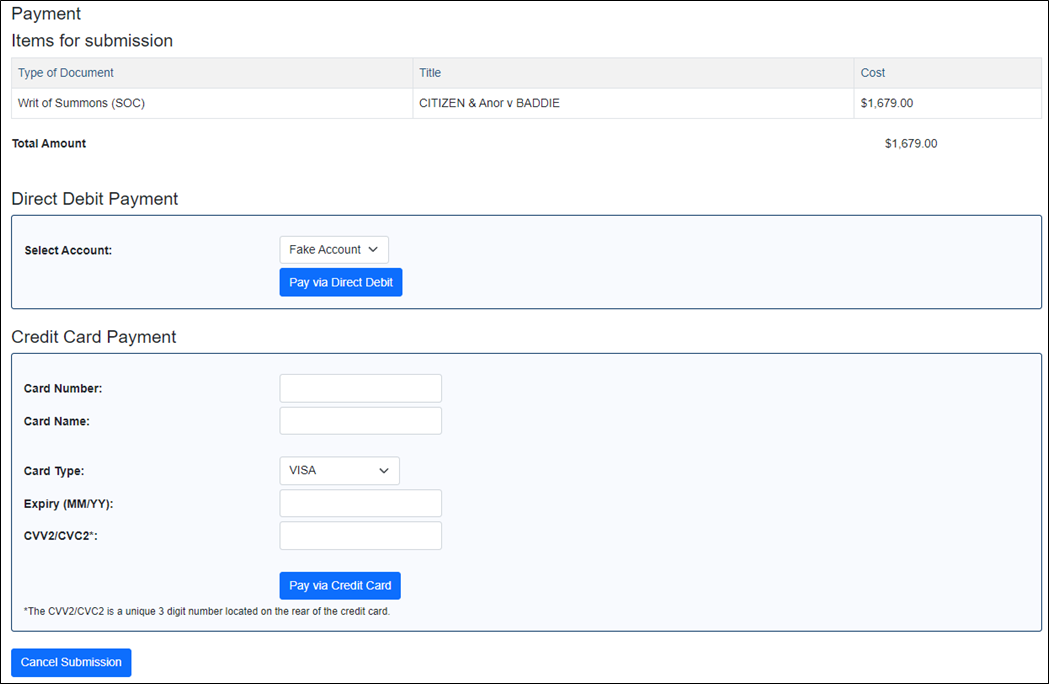 Payment
Items for submission
Type of Document Title Cost
Writ of Summons (SOC) CITIZEN & Anor v BADDIE $1,679.00
Total Amount $1,679.00
Direct Debit Payment
Select Account: Fake Account
Pay via Direct Debit
Credit Card Payment
Card Number:
Card Name:
Card Type: VISA
Expiry (MM/YY):
CVV2/CVC2*:
Pay via Credit Card
*The CVV2/CVC2 is a unique 3 digit number located on the rear of the credit card.
Cancel Submission